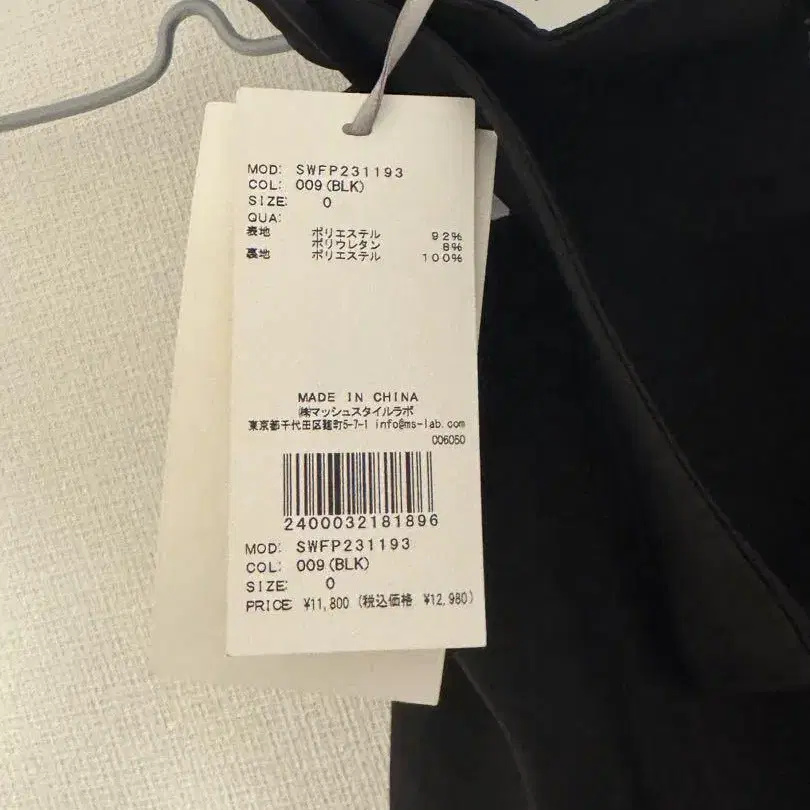 MOD: SWFP231193
COL: 009(BLK)
SIZE: 0
QUA:
表地 ポリエステル 92%
ポリウレタン 8%
裏地 ポリエステル 100%
MADE IN CHINA
㈱マッシュスタイルラボ
東京都千代田区麹町5-7-1 info@ms-lab.com
006050
2400032181896
MOD: SWFP231193
COL: 009(BLK)
SIZE: 0
PRICE: ¥11,800 (税込価格 ¥12,980)